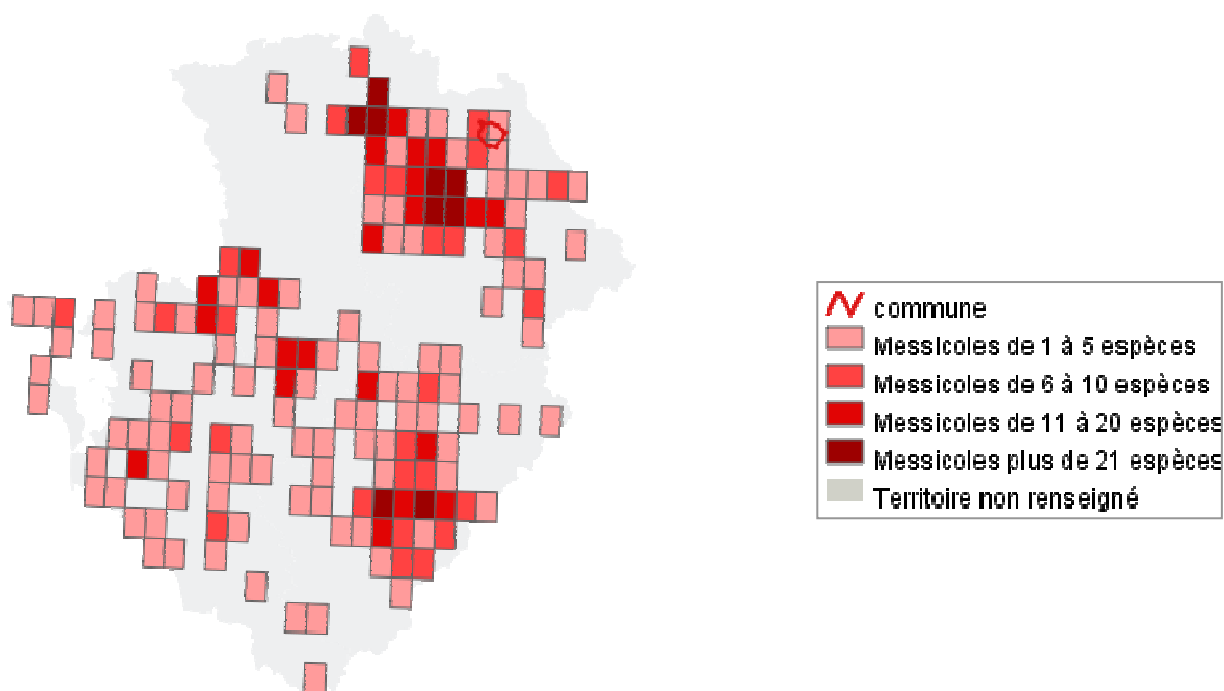 commune
Messicoles de 1 à 5 espèces
Messicoles de 6 à 10 espèces
Messicoles de 11 à 20 espèces
Messicoles plus de 21 espèces
Territoire non renseigné